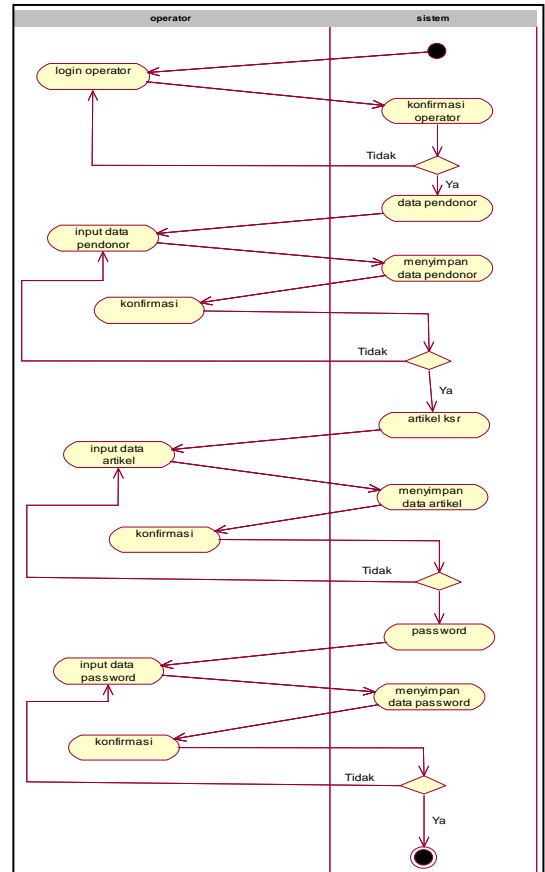 operator
sistem
login operator
konfirmasi
operator
Tidak
Ya
data pendonor
input data
pendonor
menyimpan
data pendonor
konfirmasi
Tidak
Ya
artikel ksr
input data
artikel
menyimpan
data artikel
konfirmasi
Tidak
password
input data
password
menyimpan
data password
konfirmasi
Tidak
Ya